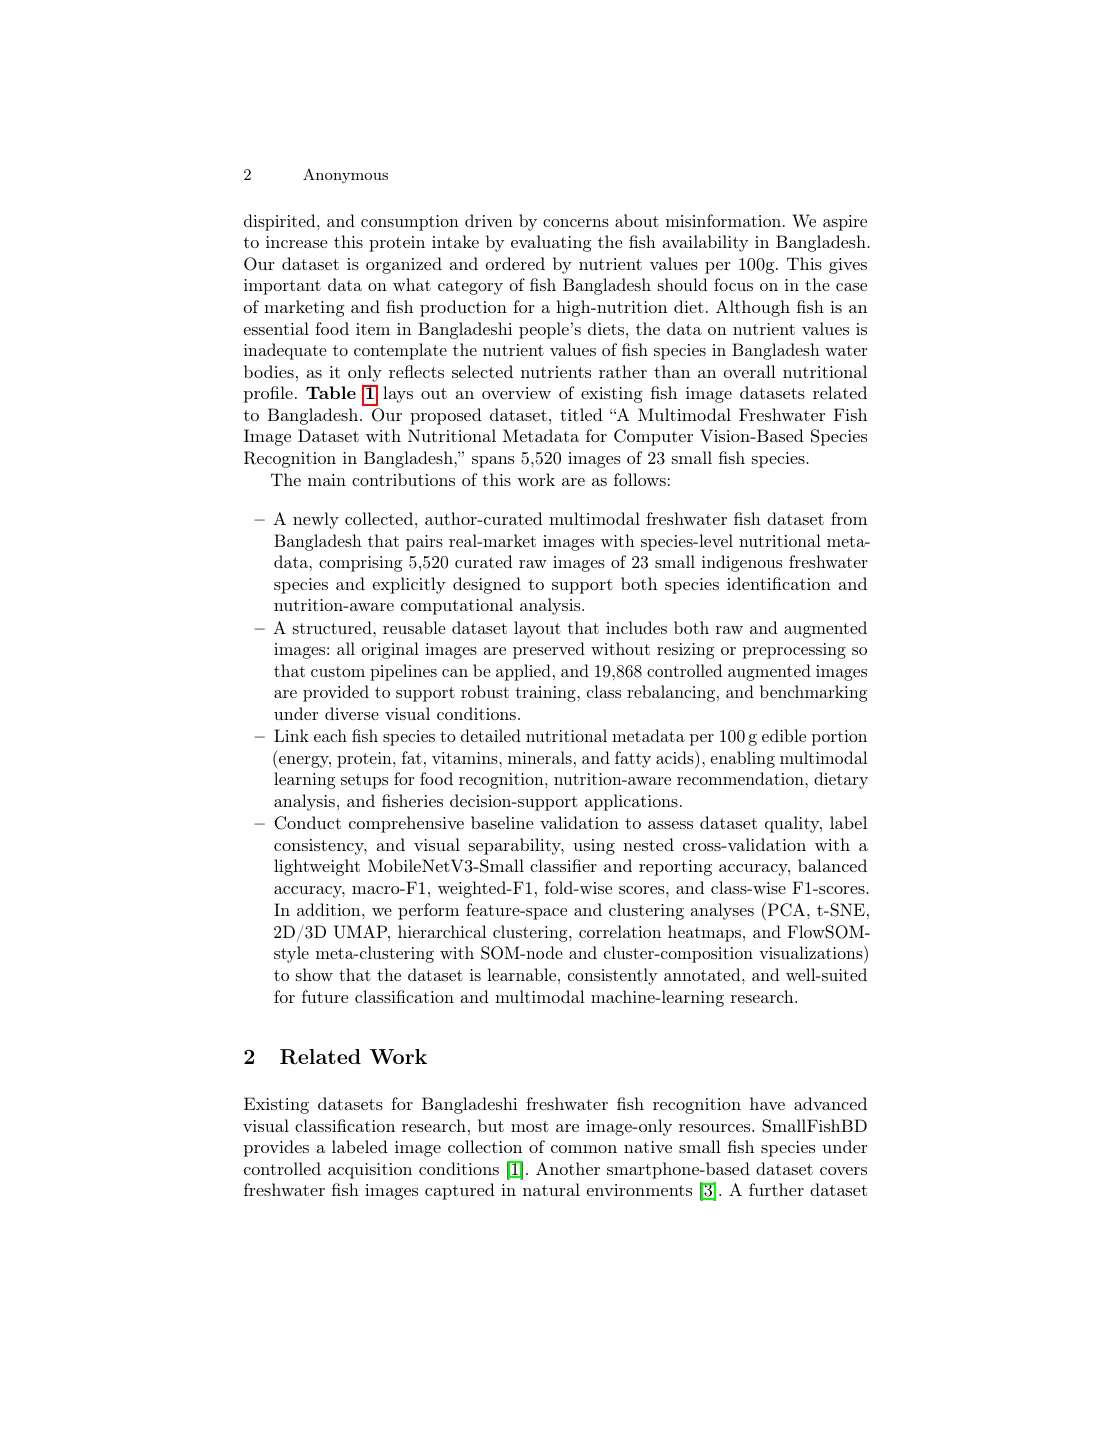 2 Anonymous
dispirited, and consumption driven by concerns about misinformation. We aspire
to increase this protein intake by evaluating the fish availability in Bangladesh.
Our dataset is organized and ordered by nutrient values per 100g. This gives
important data on what category of fish Bangladesh should focus on in the case
of marketing and fish production for a high-nutrition diet. Although fish is an
essential food item in Bangladeshi people's diets, the data on nutrient values is
inadequate to contemplate the nutrient values of fish species in Bangladesh water
bodies, as it only reflects selected nutrients rather than an overall nutritional
profile. Table 1 lays out an overview of existing fish image datasets related
to Bangladesh. Our proposed dataset, titled “A Multimodal Freshwater Fish
Image Dataset with Nutritional Metadata for Computer Vision-Based Species
Recognition in Bangladesh,” spans 5,520 images of 23 small fish species.
The main contributions of this work are as follows:
– A newly collected, author-curated multimodal freshwater fish dataset from
Bangladesh that pairs real-market images with species-level nutritional meta-
data, comprising 5,520 curated raw images of 23 small indigenous freshwater
species and explicitly designed to support both species identification and
nutrition-aware computational analysis.
– A structured, reusable dataset layout that includes both raw and augmented
images: all original images are preserved without resizing or preprocessing so
that custom pipelines can be applied, and 19,868 controlled augmented images
are provided to support robust training, class rebalancing, and benchmarking
under diverse visual conditions.
– Link each fish species to detailed nutritional metadata per 100 g edible portion
(energy, protein, fat, vitamins, minerals, and fatty acids), enabling multimodal
learning setups for food recognition, nutrition-aware recommendation, dietary
analysis, and fisheries decision-support applications.
– Conduct comprehensive baseline validation to assess dataset quality, label
consistency, and visual separability, using nested cross-validation with a
lightweight MobileNetV3-Small classifier and reporting accuracy, balanced
accuracy, macro-F1, weighted-F1, fold-wise scores, and class-wise F1-scores.
In addition, we perform feature-space and clustering analyses (PCA, t-SNE,
2D/3D UMAP, hierarchical clustering, correlation heatmaps, and FlowSOM-
style meta-clustering with SOM-node and cluster-composition visualizations)
to show that the dataset is learnable, consistently annotated, and well-suited
for future classification and multimodal machine-learning research.
2 Related Work
Existing datasets for Bangladeshi freshwater fish recognition have advanced
visual classification research, but most are image-only resources. SmallFishBD
provides a labeled image collection of common native small fish species under
controlled acquisition conditions [1]. Another smartphone-based dataset covers
freshwater fish images captured in natural environments [3]. A further dataset